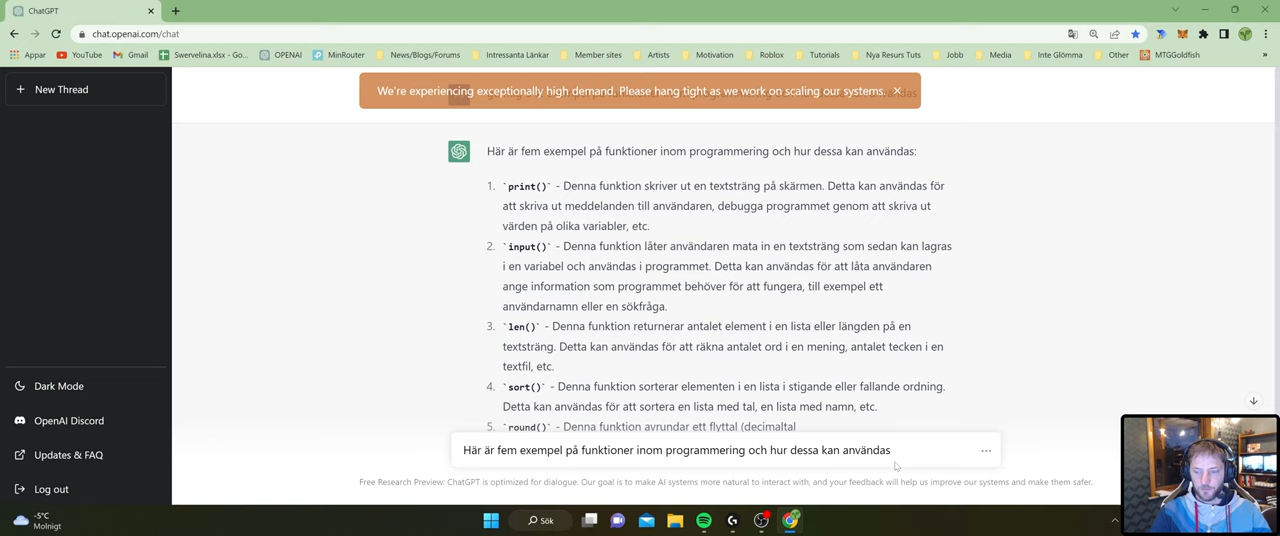 ChatGPT
chat.openai.com/chat
Appar YouTube Gmail Swervelina.xlsx - Go... OPENAI MinRouter News/Blogs/Forums Intressanta Länkar Member sites Artists Motivation Roblox Tutorials Nya Resurs Tuts Jobb Media Inte Glömma Other MTGGoldfish »
New Thread
We're experiencing exceptionally high demand. Please hang tight as we work on scaling our systems.
Här är fem exempel på funktioner inom programmering och hur dessa kan användas:
1. `print()` - Denna funktion skriver ut en textsträng på skärmen. Detta kan användas för
att skriva ut meddelanden till användaren, debugga programmet genom att skriva ut
värden på olika variabler, etc.
2. `input()` - Denna funktion låter användaren mata in en textsträng som sedan kan lagras
i en variabel och användas i programmet. Detta kan användas för att låta användaren
ange information som programmet behöver för att fungera, till exempel ett
användarnamn eller en sökfråga.
3. `len()` - Denna funktion returnerar antalet element i en lista eller längden på en
textsträng. Detta kan användas för att räkna antalet ord i en mening, antalet tecken i en
textfil, etc.
4. `sort()` - Denna funktion sorterar elementen i en lista i stigande eller fallande ordning.
Detta kan användas för att sortera en lista med tal, en lista med namn, etc.
5. `round()` - Denna funktion avrundar ett flyttal (decimaltal
Här är fem exempel på funktioner inom programmering och hur dessa kan användas
Free Research Preview: ChatGPT is optimized for dialogue. Our goal is to make AI systems more natural to interact with, and your feedback will help us improve our systems and make them safer.
Dark Mode
OpenAI Discord
Updates & FAQ
Log out
-5°C
Molnigt
Sök